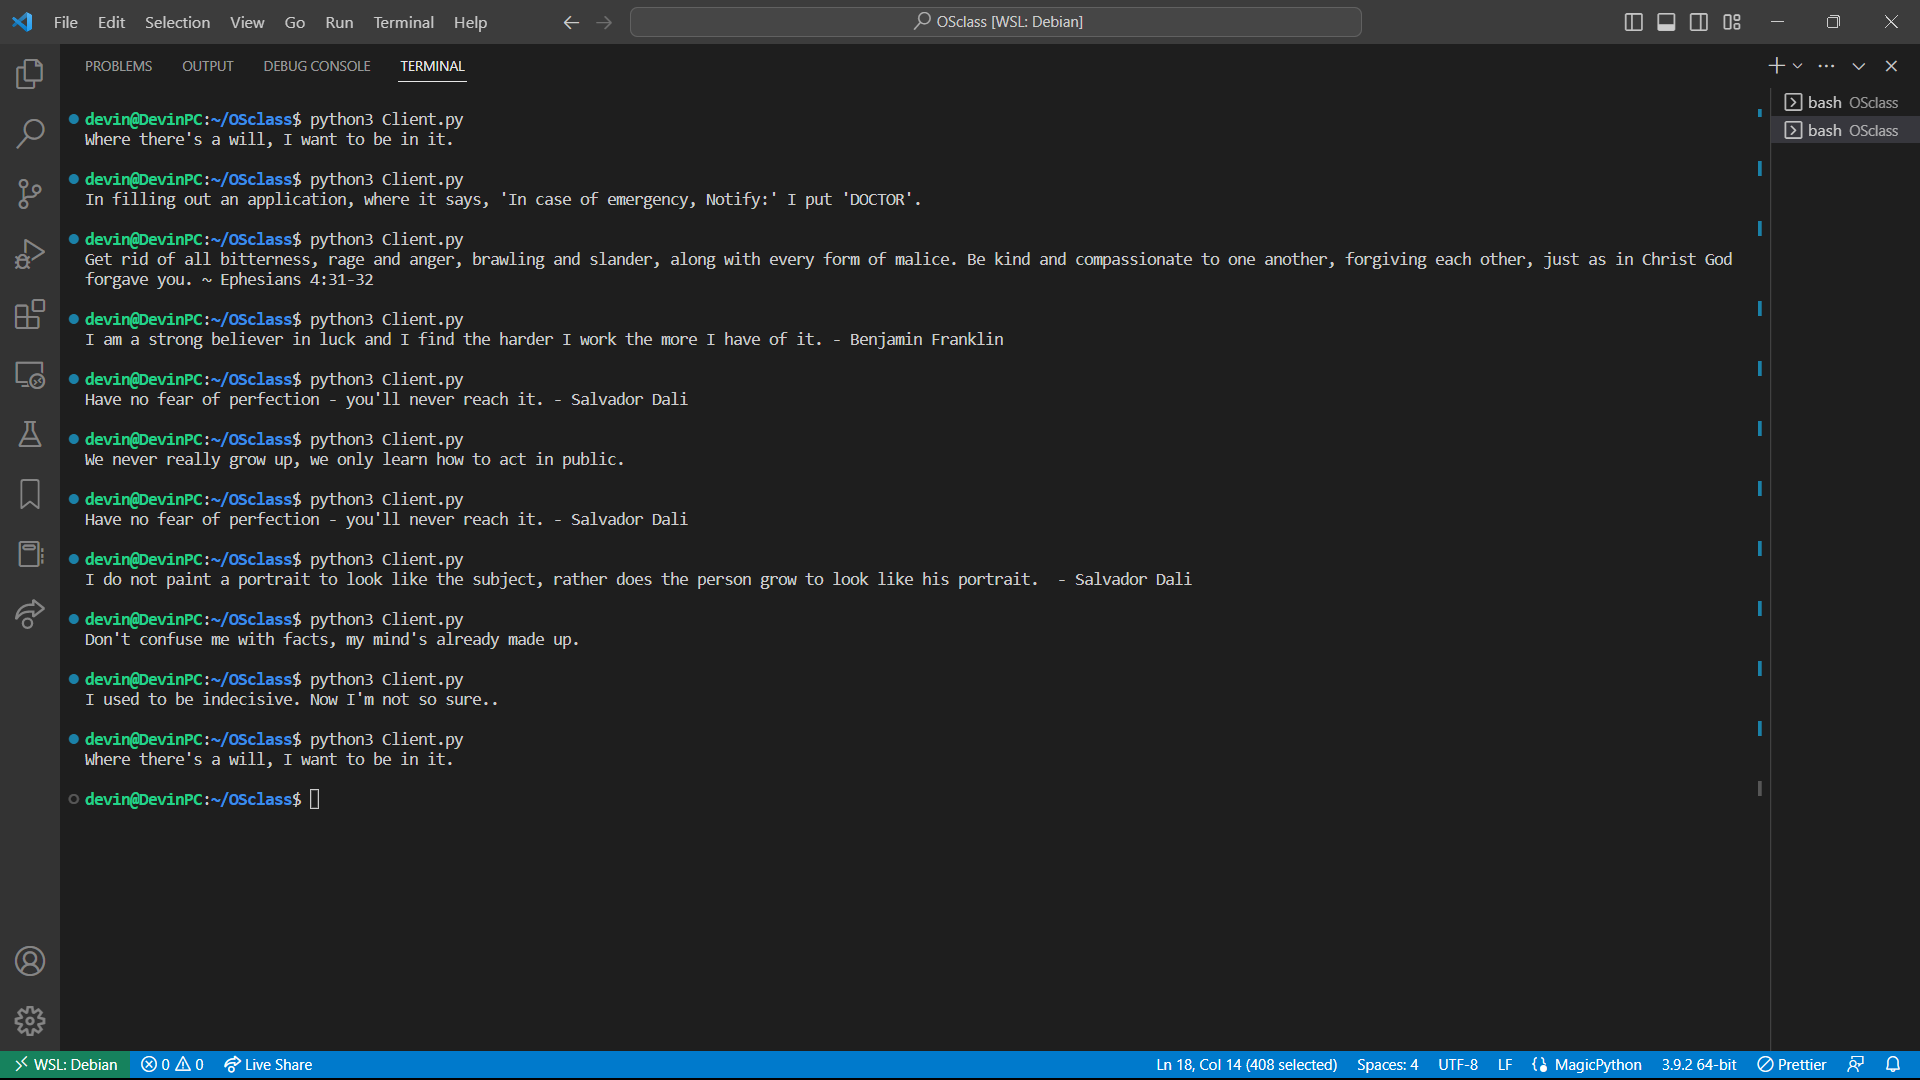 File Edit Selection View Go Run Terminal Help
OSclass [WSL: Debian]
PROBLEMS OUTPUT DEBUG CONSOLE TERMINAL
bash OSclass
bash OSclass
devin@DevinPC:~/OSclass$ python3 Client.py
Where there's a will, I want to be in it.
devin@DevinPC:~/OSclass$ python3 Client.py
In filling out an application, where it says, 'In case of emergency, Notify:' I put 'DOCTOR'.
devin@DevinPC:~/OSclass$ python3 Client.py
Get rid of all bitterness, rage and anger, brawling and slander, along with every form of malice. Be kind and compassionate to one another, forgiving each other, just as in Christ God
forgave you. ~ Ephesians 4:31-32
devin@DevinPC:~/OSclass$ python3 Client.py
I am a strong believer in luck and I find the harder I work the more I have of it. - Benjamin Franklin
devin@DevinPC:~/OSclass$ python3 Client.py
Have no fear of perfection - you'll never reach it. - Salvador Dali
devin@DevinPC:~/OSclass$ python3 Client.py
We never really grow up, we only learn how to act in public.
devin@DevinPC:~/OSclass$ python3 Client.py
Have no fear of perfection - you'll never reach it. - Salvador Dali
devin@DevinPC:~/OSclass$ python3 Client.py
I do not paint a portrait to look like the subject, rather does the person grow to look like his portrait.  - Salvador Dali
devin@DevinPC:~/OSclass$ python3 Client.py
Don't confuse me with facts, my mind's already made up.
devin@DevinPC:~/OSclass$ python3 Client.py
I used to be indecisive. Now I'm not so sure..
devin@DevinPC:~/OSclass$ python3 Client.py
Where there's a will, I want to be in it.
devin@DevinPC:~/OSclass$
WSL: Debian 0 0 Live Share Ln 18, Col 14 (408 selected) Spaces: 4 UTF-8 LF MagicPython 3.9.2 64-bit Prettier